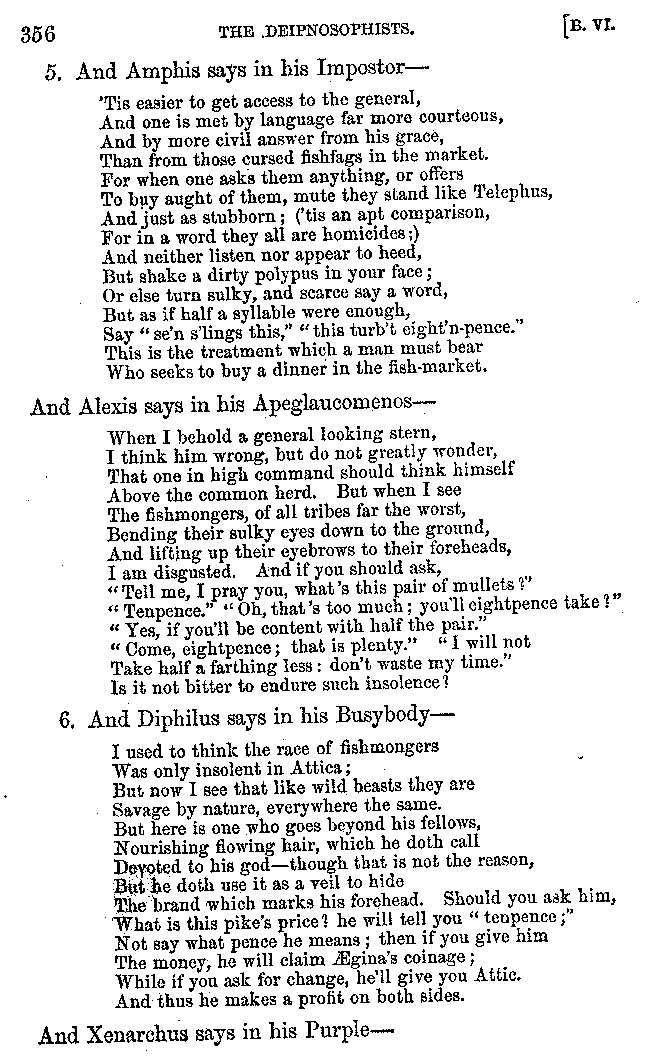 356 THE DEIPNOSOPHISTS. [B. VI.
5. And Amphis says in his Impostor—
'Tis easier to get access to the general,
And one is met by language far more courteous,
And by more civil answer from his grace,
Than from those cursed fishfags in the market.
For when one asks them anything, or offers
To buy aught of them, mute they stand like Telephus,
And just as stubborn; ('tis an apt comparison,
For in a word they all are homicides;)
And neither listen nor appear to heed,
But shake a dirty polypus in your face;
Or else turn sulky, and scarce say a word,
But as if half a syllable were enough,
Say "se'n s'lings this," "this turb't eight'n-pence."
This is the treatment which a man must bear
Who seeks to buy a dinner in the fish-market.
And Alexis says in his Apeglaucomenos—
When I behold a general looking stern,
I think him wrong, but do not greatly wonder,
That one in high command should think himself
Above the common herd. But when I see
The fishmongers, of all tribes far the worst,
Bending their sulky eyes down to the ground,
And lifting up their eyebrows to their foreheads,
I am disgusted. And if you should ask,
"Tell me, I pray you, what's this pair of mullets?"
"Tenpence." "Oh, that's too much; you'll eightpence take?"
"Yes, if you'll be content with half the pair."
"Come, eightpence; that is plenty." "I will not
Take half a farthing less: don't waste my time."
Is it not bitter to endure such insolence?
6. And Diphilus says in his Busybody—
I used to think the race of fishmongers
Was only insolent in Attica;
But now I see that like wild beasts they are
Savage by nature, everywhere the same.
But here is one who goes beyond his fellows,
Nourishing flowing hair, which he doth call
Devoted to his god—though that is not the reason,
But he doth use it as a veil to hide
The brand which marks his forehead. Should you ask him,
What is this pike's price? he will tell you "tenpence;"
Not say what pence he means; then if you give him
The money, he will claim Ægina's coinage;
While if you ask for change, he'll give you Attic.
And thus he makes a profit on both sides.
And Xenarchus says in his Purple—